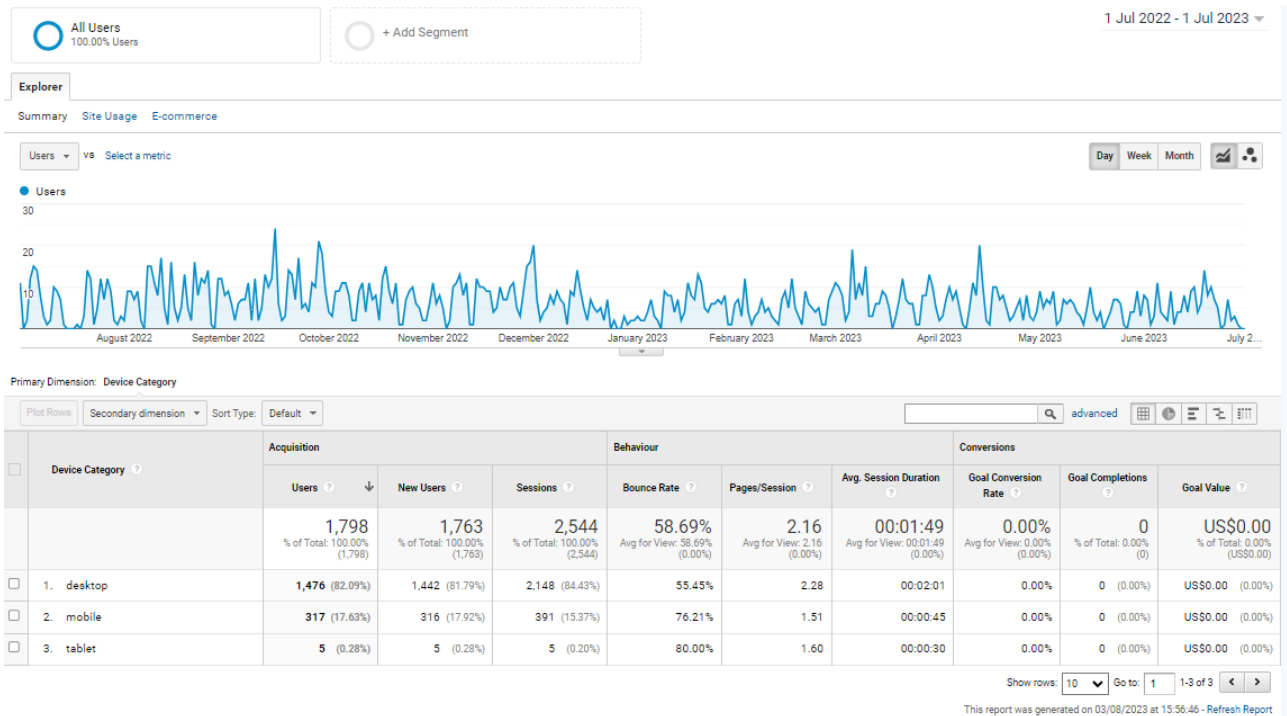 All Users
100.00% Users
+ Add Segment
1 Jul 2022 - 1 Jul 2023
Explorer
Summary Site Usage E-commerce
Users VS Select a metric
Day Week Month
Users
30
20
10
August 2022 September 2022 October 2022 November 2022 December 2022 January 2023 February 2023 March 2023 April 2023 May 2023 June 2023 July 2...
Primary Dimension: Device Category
Plot Rows Secondary dimension Sort Type: Default advanced
Device Category ? Acquisition Behaviour Conversions
Users ? New Users ? Sessions ? Bounce Rate ? Pages/Session ? Avg. Session Duration ? Goal Conversion Rate ? Goal Completions ? Goal Value ?
1,798 1,763 2,544 58.69% 2.16 00:01:49 0.00% 0 US$0.00
% of Total: 100.00% (1,798) % of Total: 100.00% (1,763) % of Total: 100.00% (2,544) Avg for View: 58.69% (0.00%) Avg for View: 2.16 (0.00%) Avg for View: 00:01:49 (0.00%) Avg for View: 0.00% (0.00%) % of Total: 0.00% (0) % of Total: 0.00% (US$0.00)
1. desktop 1,476 (82.09%) 1,442 (81.79%) 2,148 (84.43%) 55.45% 2.28 00:02:01 0.00% 0 (0.00%) US$0.00 (0.00%)
2. mobile 317 (17.63%) 316 (17.92%) 391 (15.37%) 76.21% 1.51 00:00:45 0.00% 0 (0.00%) US$0.00 (0.00%)
3. tablet 5 (0.28%) 5 (0.28%) 5 (0.20%) 80.00% 1.60 00:00:30 0.00% 0 (0.00%) US$0.00 (0.00%)
Show rows: 10 Go to: 1 1-3 of 3
This report was generated on 03/08/2023 at 15:56:46 - Refresh Report